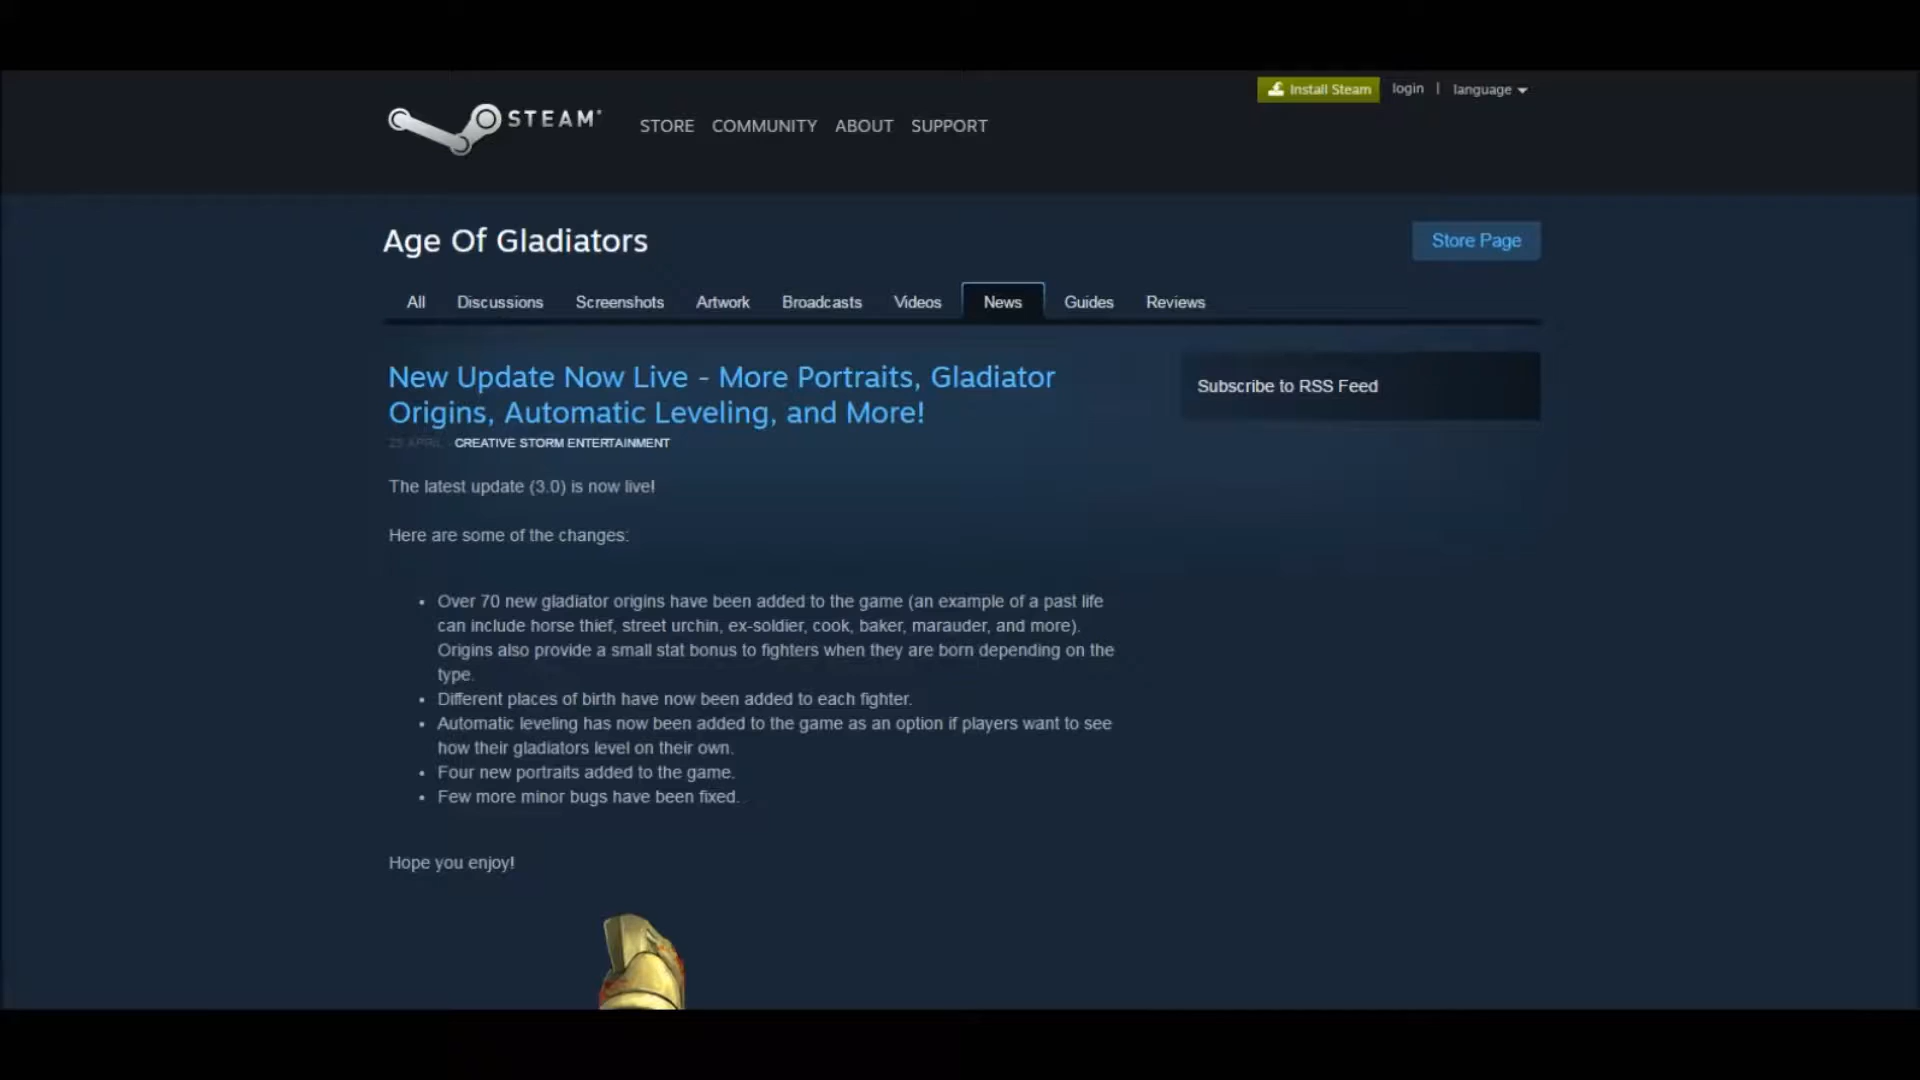 Install Steam login | language
STEAM
STORE COMMUNITY ABOUT SUPPORT
Age Of Gladiators
Store Page
All Discussions Screenshots Artwork Broadcasts Videos News Guides Reviews
New Update Now Live - More Portraits, Gladiator
Origins, Automatic Leveling, and More!
Subscribe to RSS Feed
APRIL CREATIVE STORM ENTERTAINMENT
The latest update (3.0) is now live!
Here are some of the changes:
• Over 70 new gladiator origins have been added to the game (an example of a past life
can include horse thief, street urchin, ex-soldier, cook, baker, marauder, and more).
Origins also provide a small stat bonus to fighters when they are born depending on the
type.
• Different places of birth have now been added to each fighter.
• Automatic leveling has now been added to the game as an option if players want to see
how their gladiators level on their own.
• Four new portraits added to the game.
• Few more minor bugs have been fixed.
Hope you enjoy!